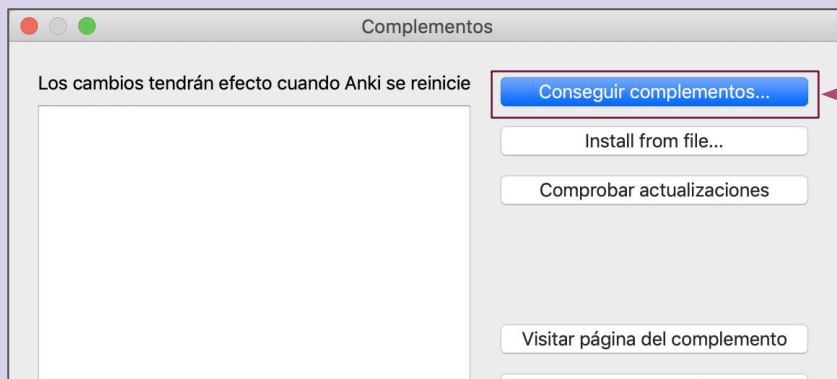 Complementos
Los cambios tendrán efecto cuando Anki se reinicie
Conseguir complementos...
Install from file...
Comprobar actualizaciones
Visitar página del complemento